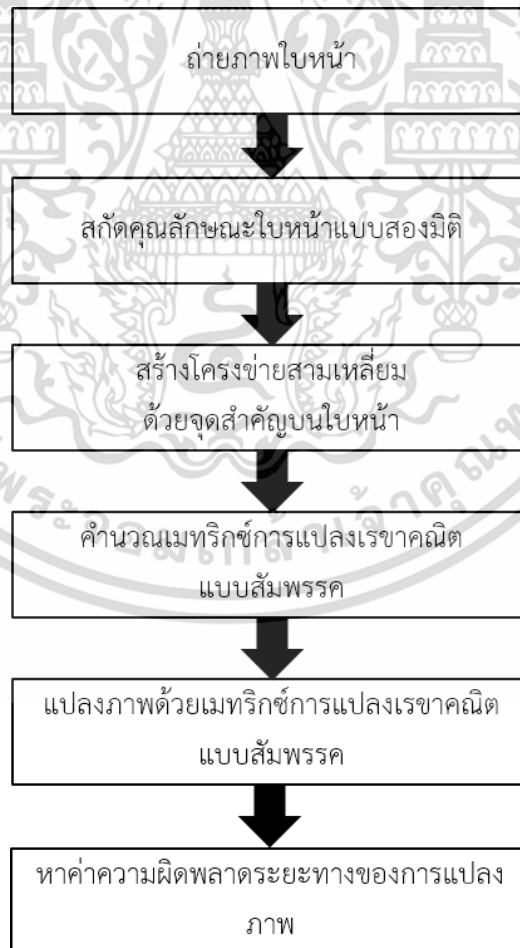 ถ่ายภาพใบหน้า
สกัดคุณลักษณะใบหน้าแบบสองมิติ
สร้างโครงข่ายสามเหลี่ยม
ด้วยจุดสำคัญบนใบหน้า
คำนวณเมทริกซ์การแปลงเรขาคณิต
แบบสัมพรรค
แปลงภาพด้วยเมทริกซ์การแปลงเรขาคณิต
แบบสัมพรรค
หาค่าความผิดพลาดระยะทางของการแปลง
ภาพ